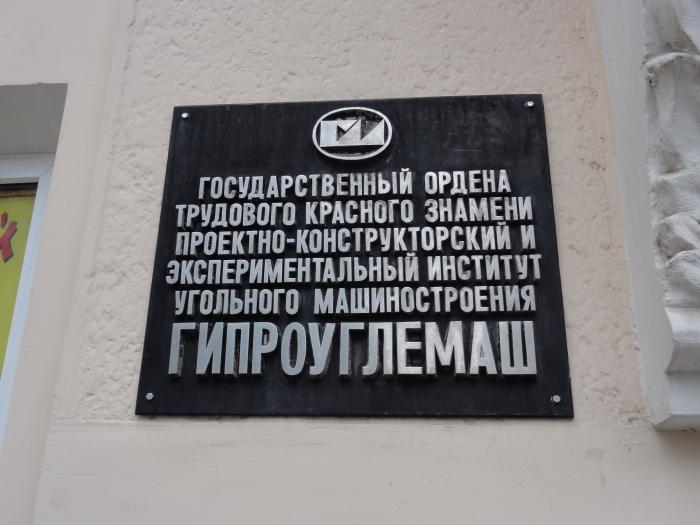 ГОСУДАРСТВЕННЫЙ ОРДЕНА
ТРУДОВОГО КРАСНОГО ЗНАМЕНИ
ПРОЕКТНО-КОНСТРУКТОРСКИЙ И
ЭКСПЕРИМЕНТАЛЬНЫЙ ИНСТИТУТ
УГОЛЬНОГО МАШИНОСТРОЕНИЯ
ГИПРОУГЛЕМАШ